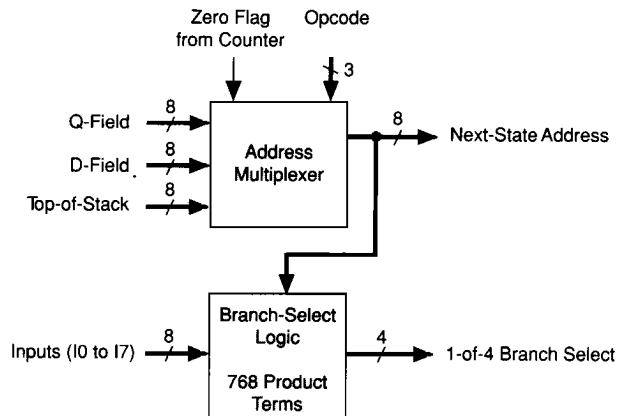 Zero Flag
from Counter
Opcode
3
Q-Field
8
D-Field
8
Top-of-Stack
8
Address
Multiplexer
8
Next-State Address
Branch-Select
Logic
768 Product
Terms
Inputs (I0 to I7)
8
4
1-of-4 Branch Select